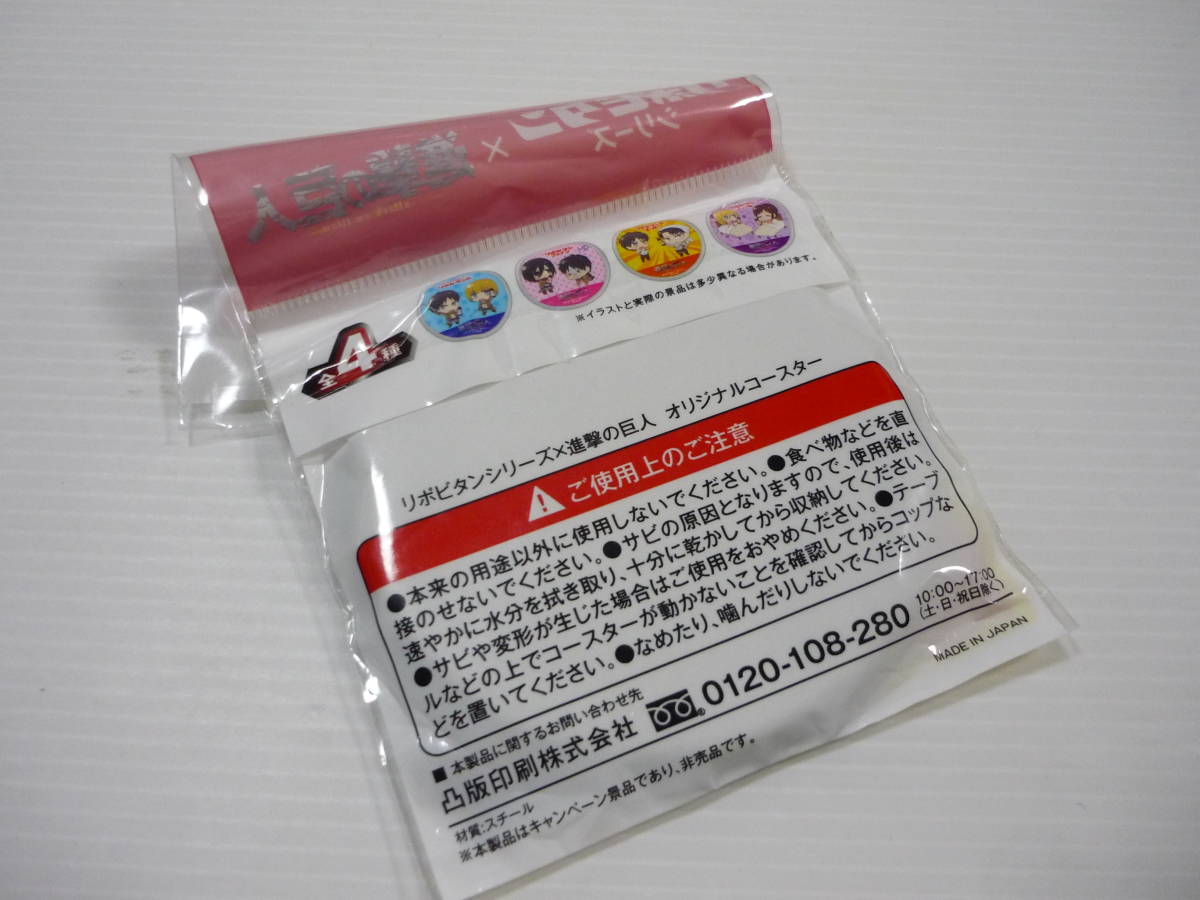 進撃の巨人 × リポビタン
シリーズ
全4種
※イラストと実際の景品は多少異なる場合があります。
リポビタンシリーズ×進撃の巨人 オリジナルコースター
ご使用上のご注意
●本来の用途以外に使用しないでください。●食べ物などを直
接のせないでください。●サビの原因となりますので、使用後は
速やかに水分を拭き取り、十分に乾かしてから収納してください。
●サビや変形が生じた場合はご使用をおやめください。●テーブ
ルなどの上でコースターが動かないことを確認してからコップな
どを置いてください。●なめたり、噛んだりしないでください。
■ 本製品に関するお問い合わせ先
凸版印刷株式会社 0120-108-280 10:00～17:00
(土・日・祝日除く)
MADE IN JAPAN
材質:スチール
※本製品はキャンペーン景品であり、非売品です。